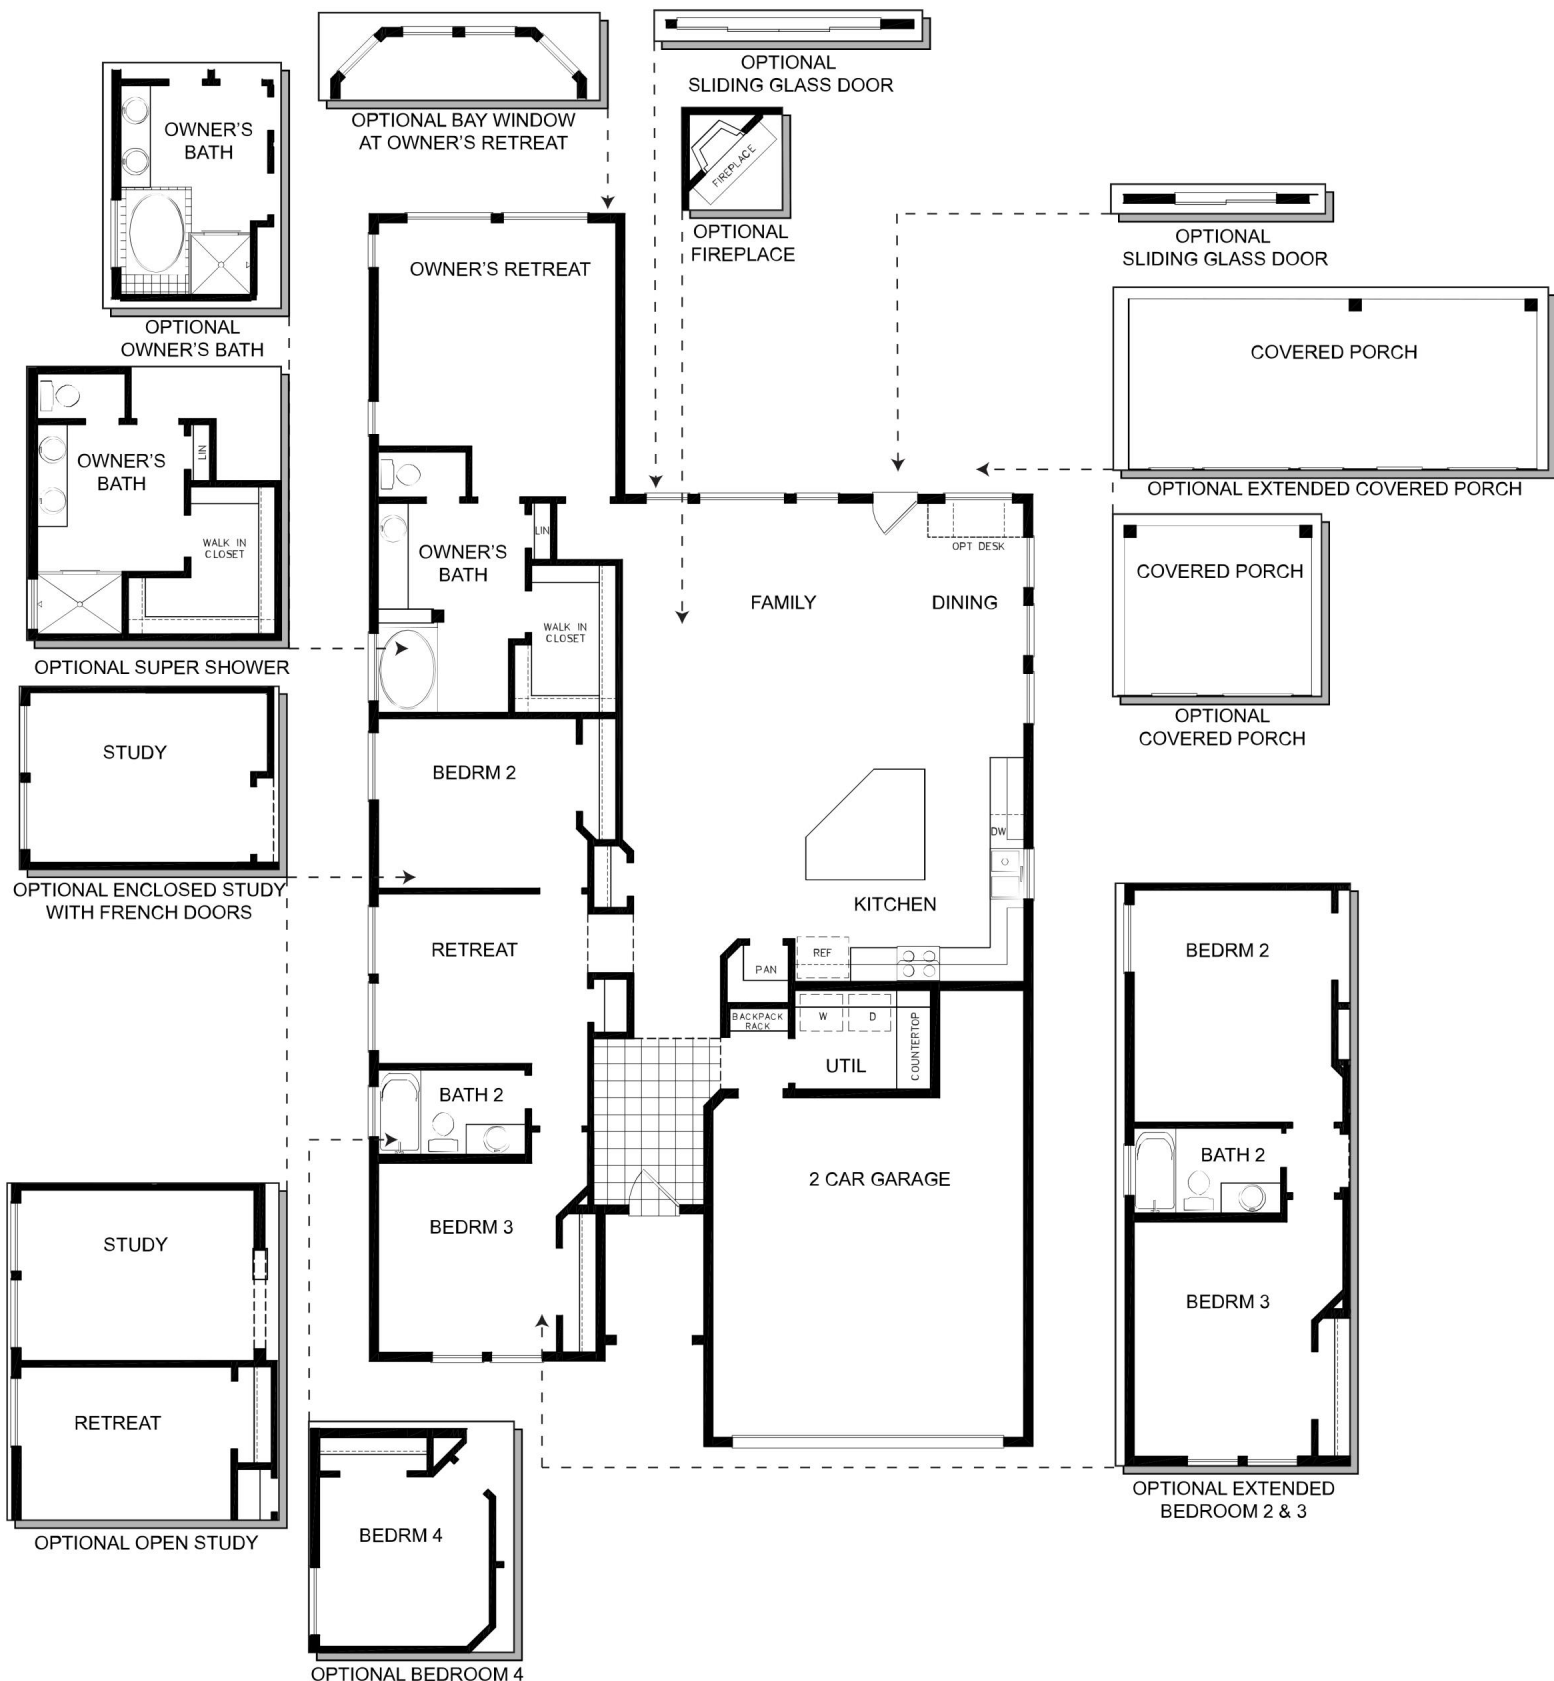 OPTIONAL
SLIDING GLASS DOOR
OPTIONAL BAY WINDOW
AT OWNER'S RETREAT
OWNER'S
BATH
OPTIONAL
OWNER'S BATH
FIREPLACE
OPTIONAL
FIREPLACE
OPTIONAL
SLIDING GLASS DOOR
OWNER'S RETREAT
COVERED PORCH
OPTIONAL EXTENDED COVERED PORCH
OWNER'S
BATH
LIN
WALK IN
CLOSET
OPTIONAL SUPER SHOWER
OWNER'S
BATH
LIN
WALK IN
CLOSET
OPT DESK
FAMILY
DINING
COVERED PORCH
OPTIONAL
COVERED PORCH
STUDY
OPTIONAL ENCLOSED STUDY
WITH FRENCH DOORS
BEDRM 2
DW
KITCHEN
RETREAT
REF
PAN
BACKPACK
RACK
W
D
COUNTERTOP
UTIL
BATH 2
2 CAR GARAGE
BEDRM 3
BEDRM 2
BATH 2
BEDRM 3
OPTIONAL EXTENDED
BEDROOM 2 & 3
STUDY
RETREAT
OPTIONAL OPEN STUDY
BEDRM 4
OPTIONAL BEDROOM 4